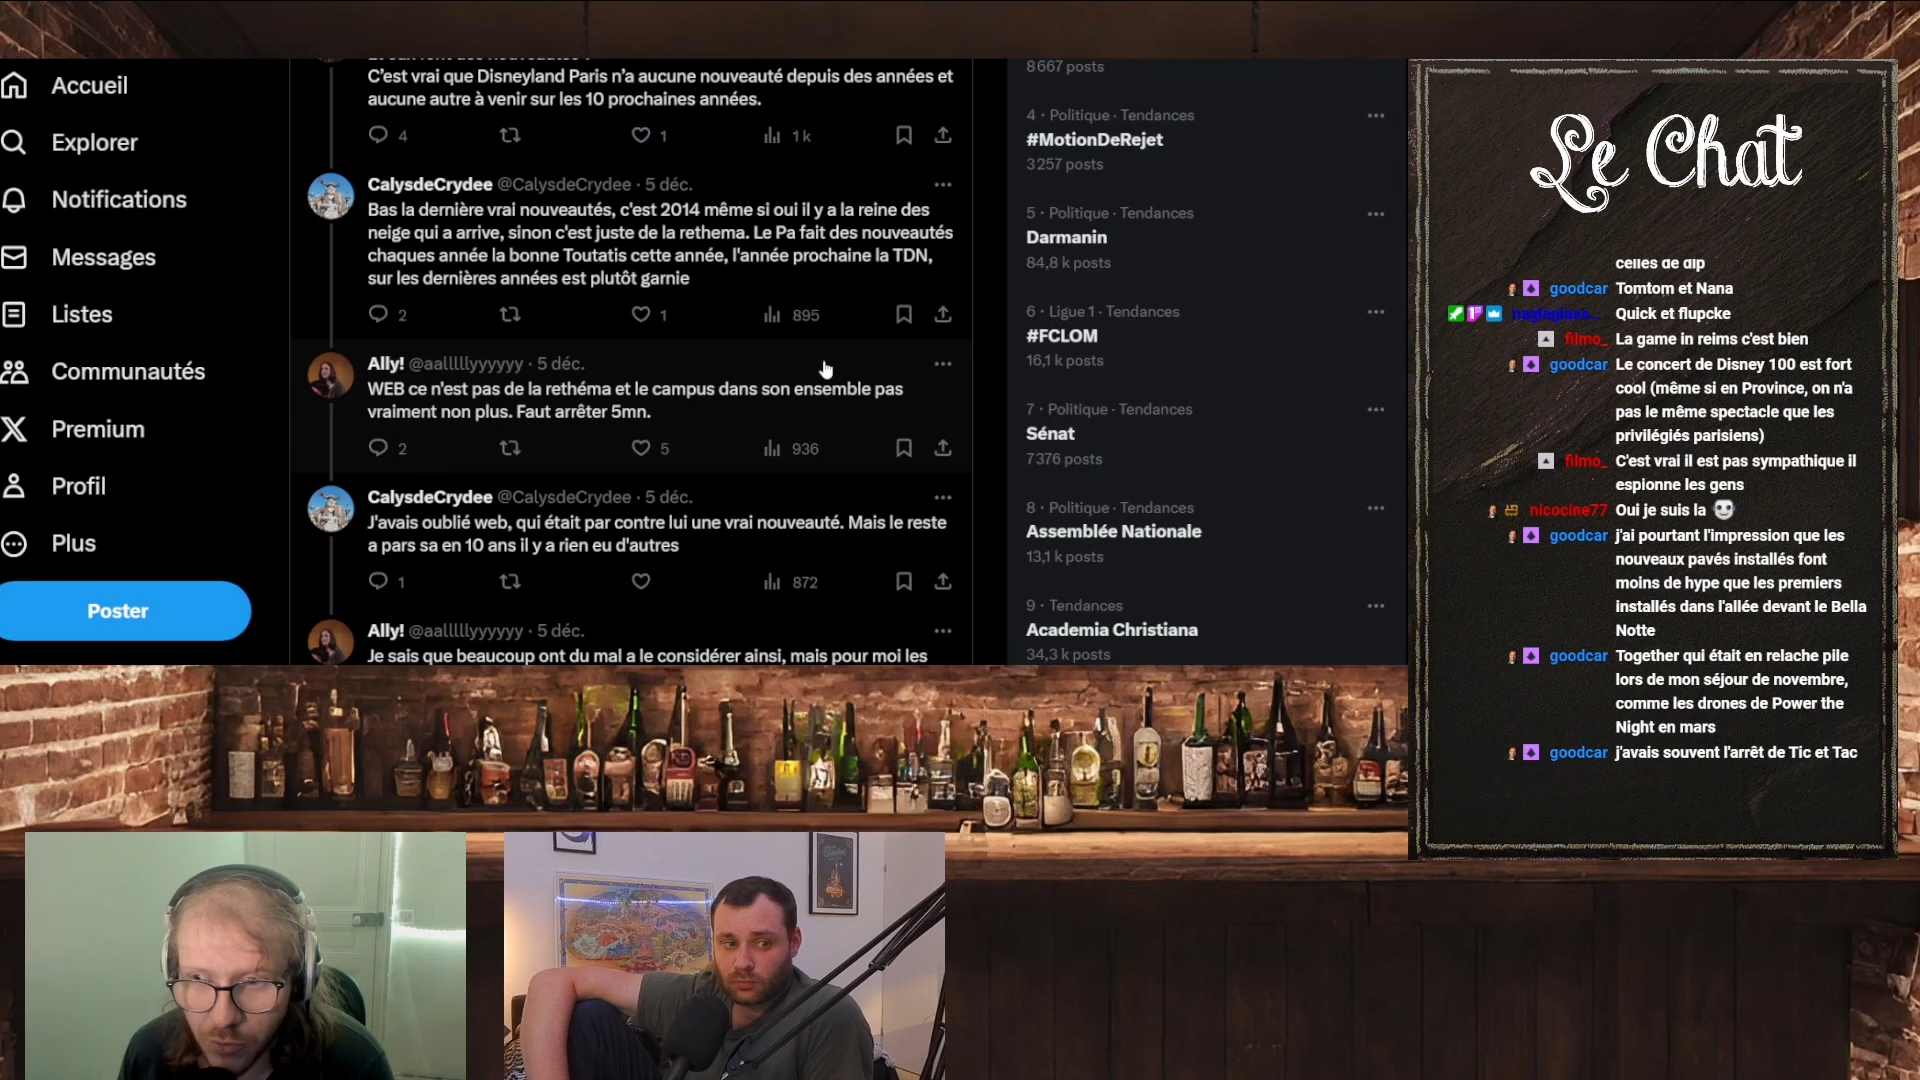 Accueil
Explorer
Notifications
Messages
Listes
Communautés
Premium
Profil
Plus
Poster
C'est vrai que Disneyland Paris n'a aucune nouveauté depuis des années et
aucune autre à venir sur les 10 prochaines années.
4
1
1 k
CalysdeCrydee @CalysdeCrydee · 5 déc.
Bas la dernière vrai nouveautés, c'est 2014 même si oui il y a la reine des
neige qui a arrive, sinon c'est juste de la rethema. Le Pa fait des nouveautés
chaques année la bonne Toutatis cette année, l'année prochaine la TDN,
sur les dernières années est plutôt garnie
2
1
895
Ally! @aalllllyyyyyy · 5 déc.
WEB ce n'est pas de la rethéma et le campus dans son ensemble pas
vraiment non plus. Faut arrêter 5mn.
2
5
936
CalysdeCrydee @CalysdeCrydee · 5 déc.
J'avais oublié web, qui était par contre lui une vrai nouveauté. Mais le reste
a pars sa en 10 ans il y a rien eu d'autres
1
872
Ally! @aalllllyyyyyy · 5 déc.
Je sais que beaucoup ont du mal a le considérer ainsi, mais pour moi les
8 667 posts
4 · Politique · Tendances
#MotionDeRejet
3 257 posts
5 · Politique · Tendances
Darmanin
84,8 k posts
6 · Ligue 1 · Tendances
#FCLOM
16,1 k posts
7 · Politique · Tendances
Sénat
7 376 posts
8 · Politique · Tendances
Assemblée Nationale
13,1 k posts
9 · Tendances
Academia Christiana
34,3 k posts
Le Chat
celles de dlp
goodcar Tomtom et Nana
Quick et flupcke
filmo_ La game in reims c'est bien
goodcar Le concert de Disney 100 est fort
cool (même si en Province, on n'a
pas le même spectacle que les
privilégiés parisiens)
filmo_ C'est vrai il est pas sympathique il
espionne les gens
nicocine77 Oui je suis la
goodcar j'ai pourtant l'impression que les
nouveaux pavés installés font
moins de hype que les premiers
installés dans l'allée devant le Bella
Notte
goodcar Together qui était en relache pile
lors de mon séjour de novembre,
comme les drones de Power the
Night en mars
goodcar j'avais souvent l'arrêt de Tic et Tac